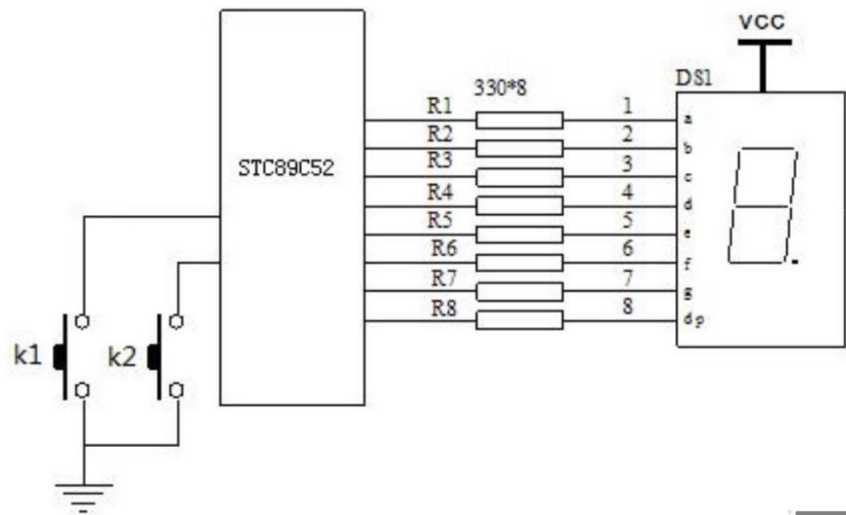 VCC
DS1
330*8
R1 1 a
R2 2 b
R3 3 c
STC89C52
R4 4 d
R5 5 e
R6 6 f
R7 7 g
R8 8 dp
k1 k2